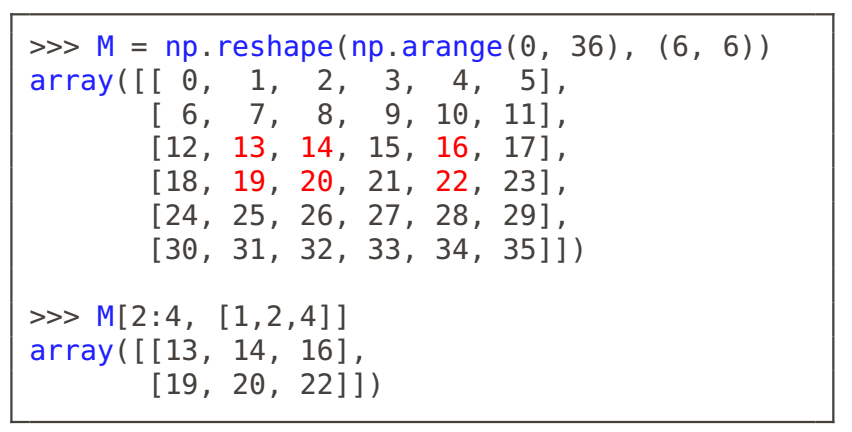 >>> M = np.reshape(np.arange(0, 36), (6, 6))
array([[ 0,  1,  2,  3,  4,  5],
       [ 6,  7,  8,  9, 10, 11],
       [12, 13, 14, 15, 16, 17],
       [18, 19, 20, 21, 22, 23],
       [24, 25, 26, 27, 28, 29],
       [30, 31, 32, 33, 34, 35]])
>>> M[2:4, [1,2,4]]
array([[13, 14, 16],
       [19, 20, 22]])